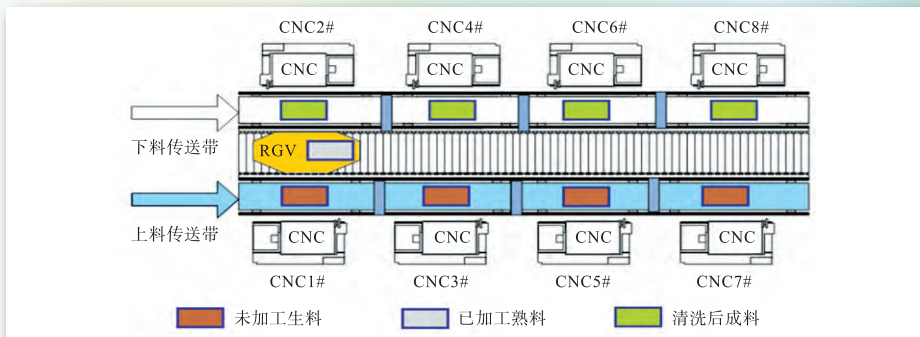 CNC2# CNC4# CNC6# CNC8#
CNC CNC CNC CNC
下料传送带
RGV
上料传送带
CNC CNC CNC CNC
CNC1# CNC3# CNC5# CNC7#
未加工生料 已加工熟料 清洗后成料